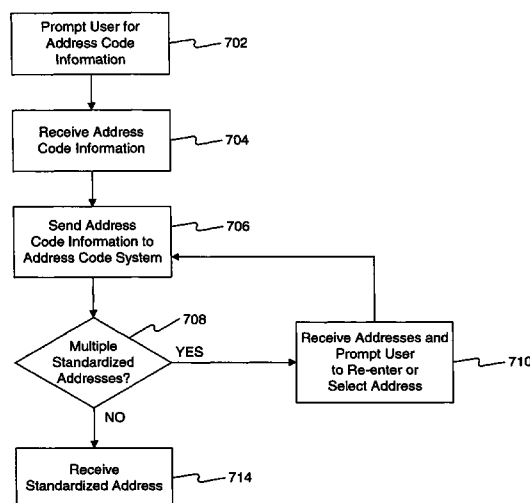 Prompt User for
Address Code
Information
702
Receive Address
Code Information
704
Send Address
Code Information to
Address Code System
706
Multiple
Standardized
Addresses?
708
YES
Receive Addresses and
Prompt User
to Re-enter or
Select Address
710
NO
Receive
Standardized Address
714